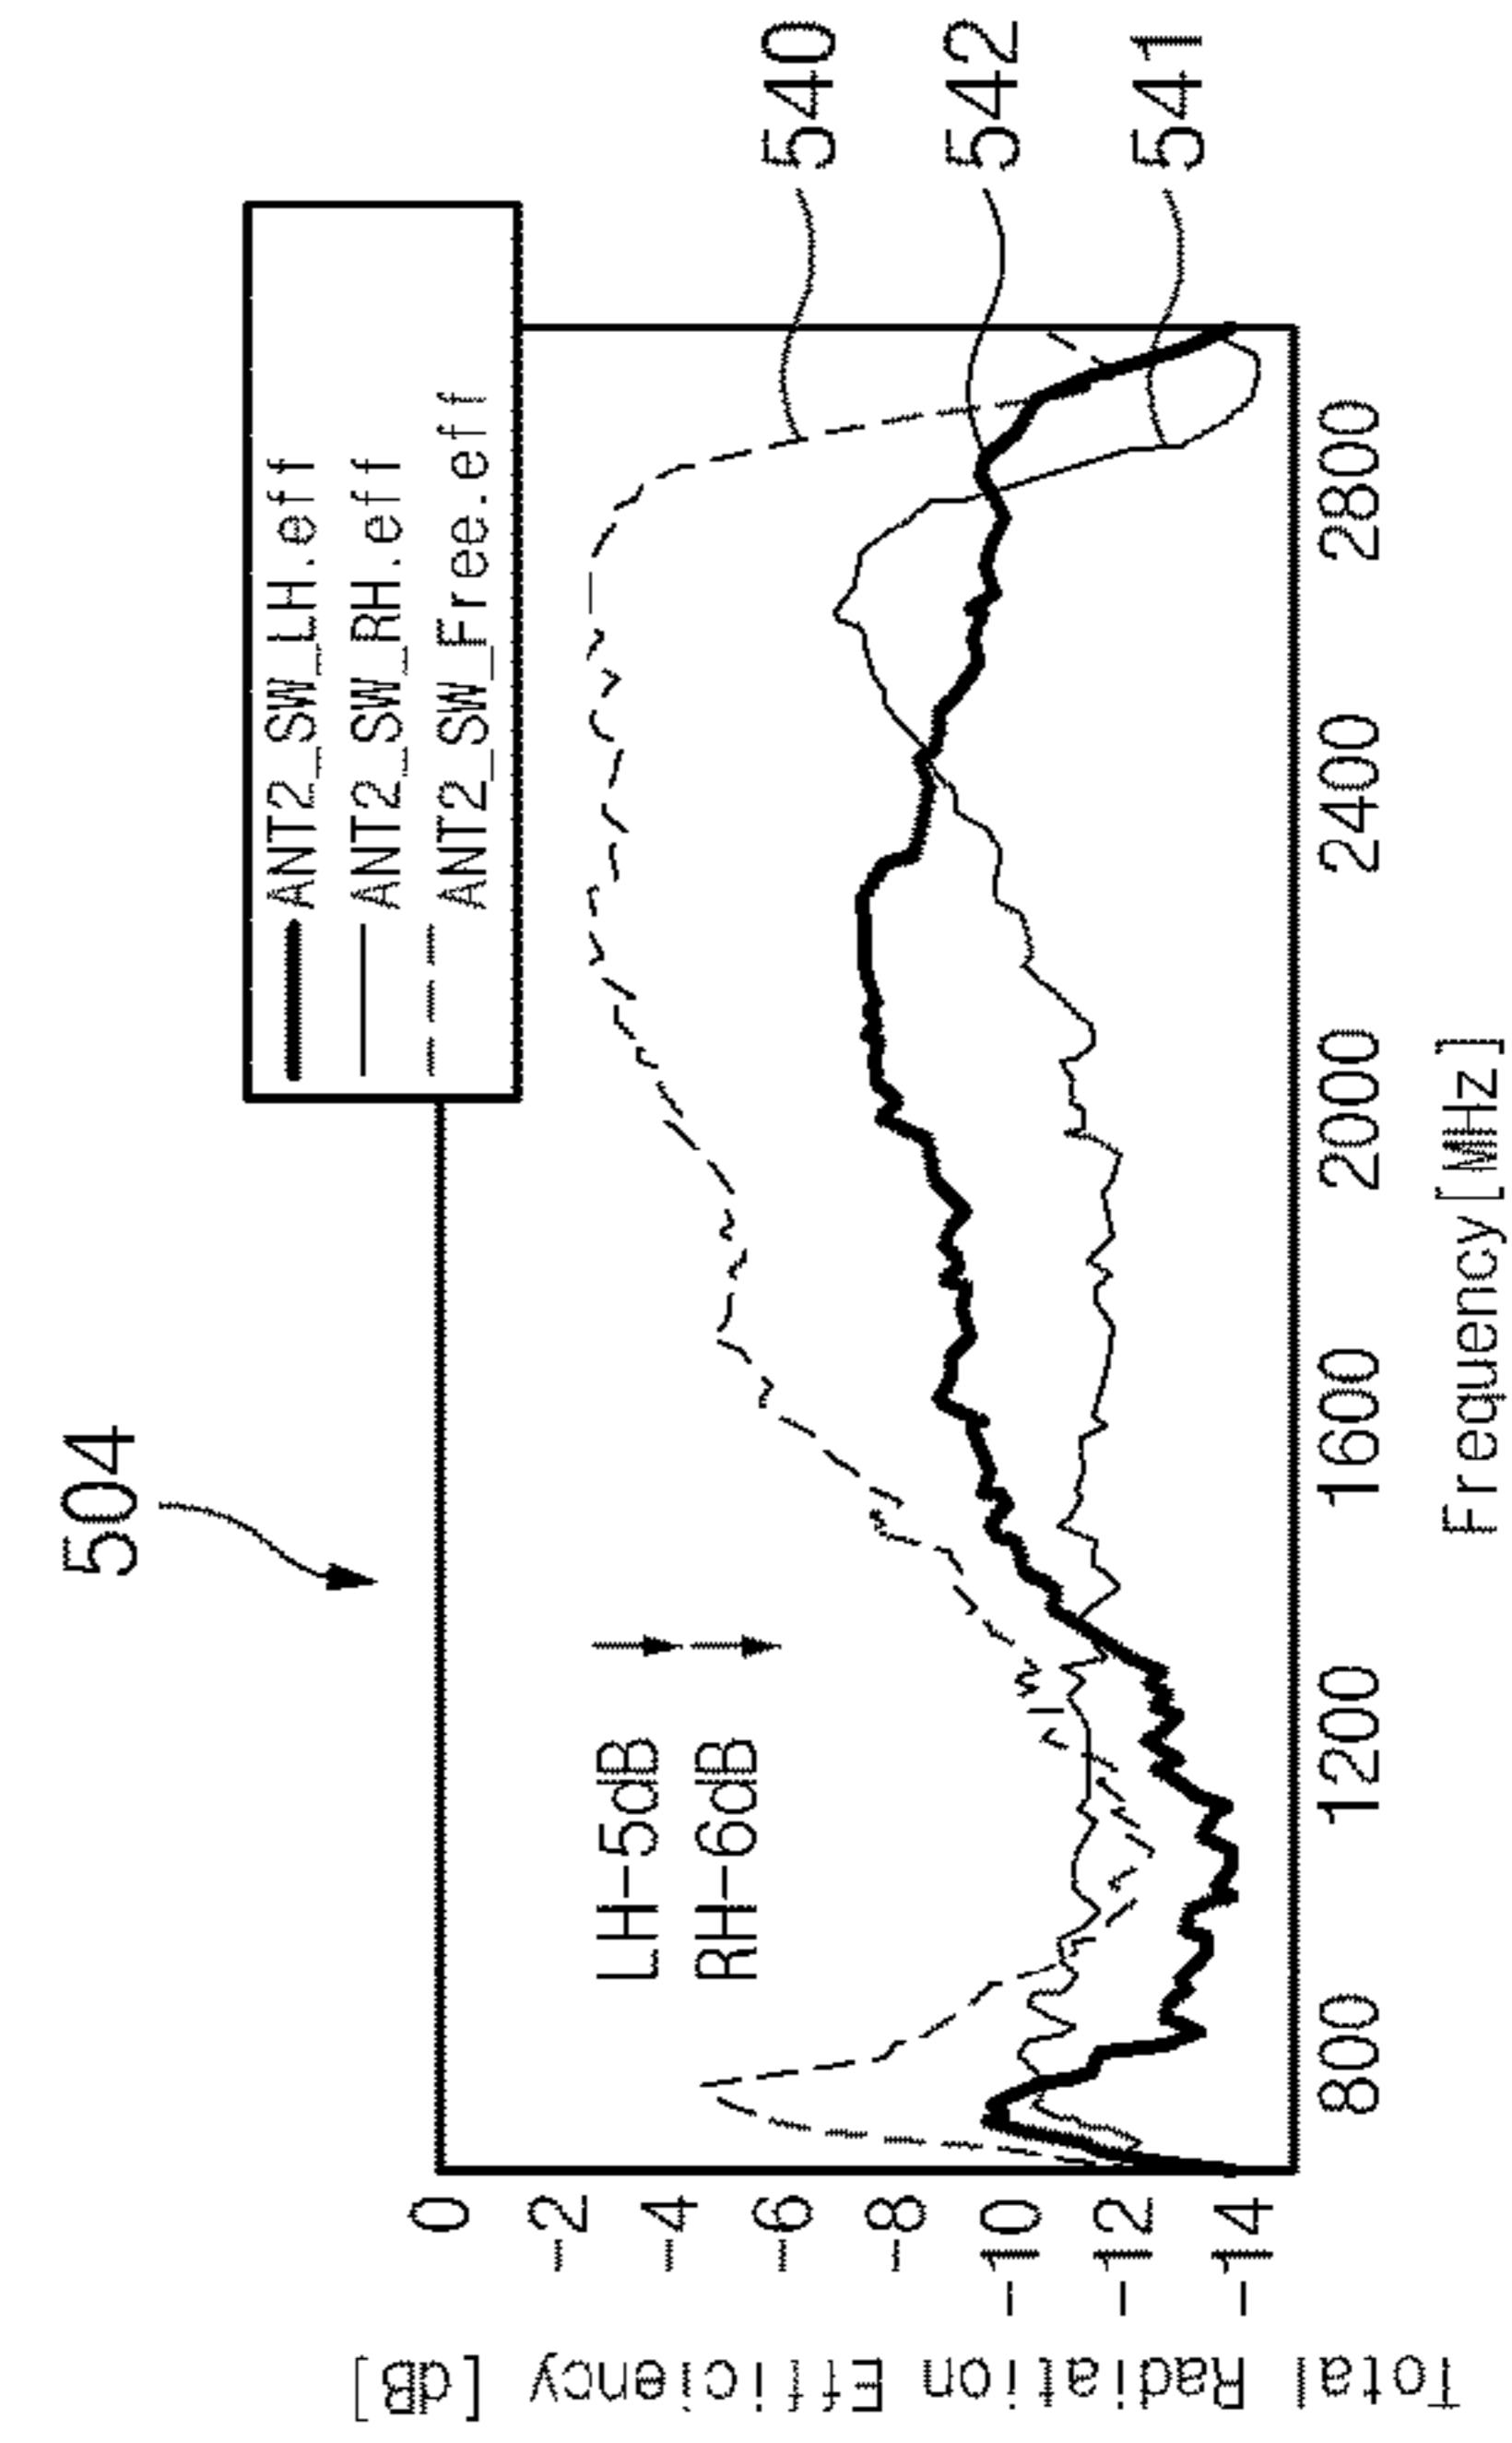 504
ANT2_SW_LH.eff
ANT2_SW_RH.eff
ANT2_SW_Free.eff
LH-5dB
RH-6dB
540
542
541
Total Radiation Efficiency [dB]
0
-2
-4
-6
-8
-10
-12
-14
800
1200
1600
2000
2400
2800
Frequency[MHz]